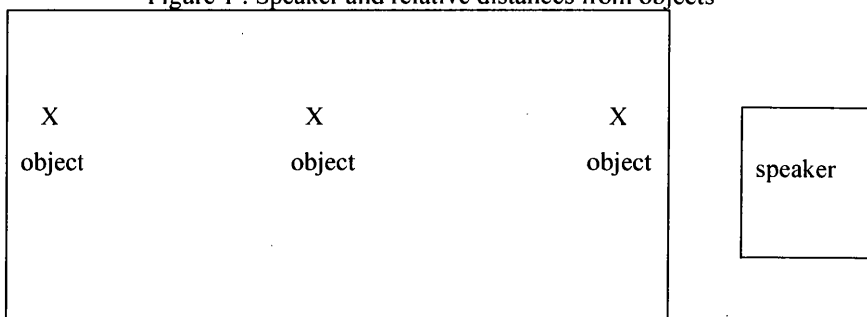 Figure 1 : Speaker and relative distances from objects
X X X
object object object
speaker